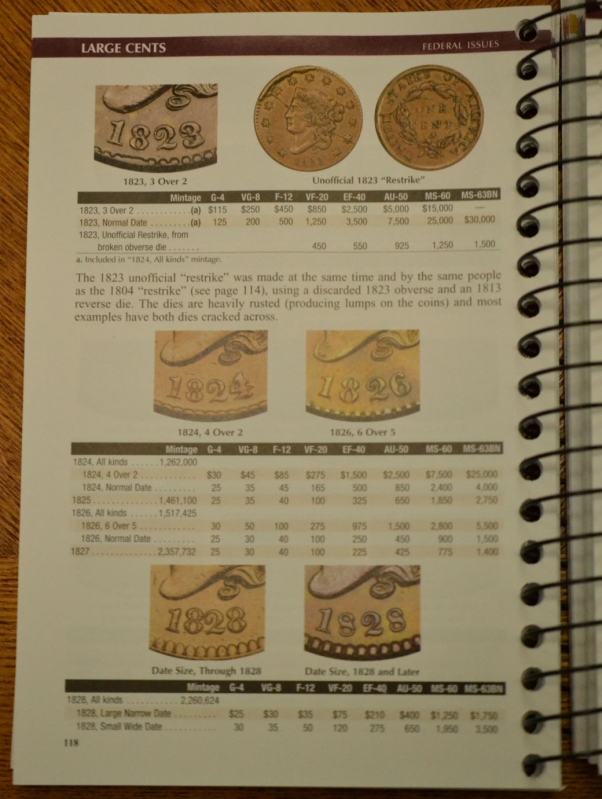 LARGE CENTS FEDERAL ISSUES
1823
1823, 3 Over 2 Unofficial 1823 "Restrike"
Mintage G-4 VG-8 F-12 VF-20 EF-40 AU-50 MS-60 MS-63BN
1823, 3 Over 2 . . . . . . . . . . . (a) $115 $250 $450 $850 $2,500 $5,000 $15,000 —
1823, Normal Date . . . . . . . . . (a) 125 200 500 1,250 3,500 7,500 25,000 $30,000
1823, Unofficial Restrike, from
broken obverse die . . . . . . . 450 550 925 1,250 1,500
a. Included in "1824, All kinds" mintage.
The 1823 unofficial "restrike" was made at the same time and by the same people
as the 1804 "restrike" (see page 114), using a discarded 1823 obverse and an 1813
reverse die. The dies are heavily rusted (producing lumps on the coins) and most
examples have both dies cracked across.
1824 1826
1824, 4 Over 2 1826, 6 Over 5
Mintage G-4 VG-8 F-12 VF-20 EF-40 AU-50 MS-60 MS-63BN
1824, All kinds . . . . . . 1,262,000
1824, 4 Over 2 . . . . . . . . . . $30 $45 $85 $275 $1,500 $2,500 $7,500 $25,000
1824, Normal Date . . . . . . . . . 25 35 45 165 500 850 2,400 4,000
1825 . . . . . . . . . . . . . . 1,461,100 25 35 40 100 325 650 1,850 2,750
1826, All kinds . . . . . . 1,517,425
1826, 6 Over 5 . . . . . . . . . . 30 50 100 275 975 1,500 2,800 5,500
1826, Normal Date . . . . . . . . . 25 30 40 100 250 450 900 1,500
1827 . . . . . . . . . . . . . . 2,357,732 25 30 40 100 225 425 775 1,400
1828 1828
Date Size, Through 1828 Date Size, 1828 and Later
Mintage G-4 VG-8 F-12 VF-20 EF-40 AU-50 MS-60 MS-63BN
1828, All kinds . . . . . . . . . . . 2,260,624
1828, Large Narrow Date . . . . . . . . $25 $30 $35 $75 $210 $400 $1,250 $1,750
1828, Small Wide Date . . . . . . . . . . 30 35 50 120 275 650 1,950 3,500
118